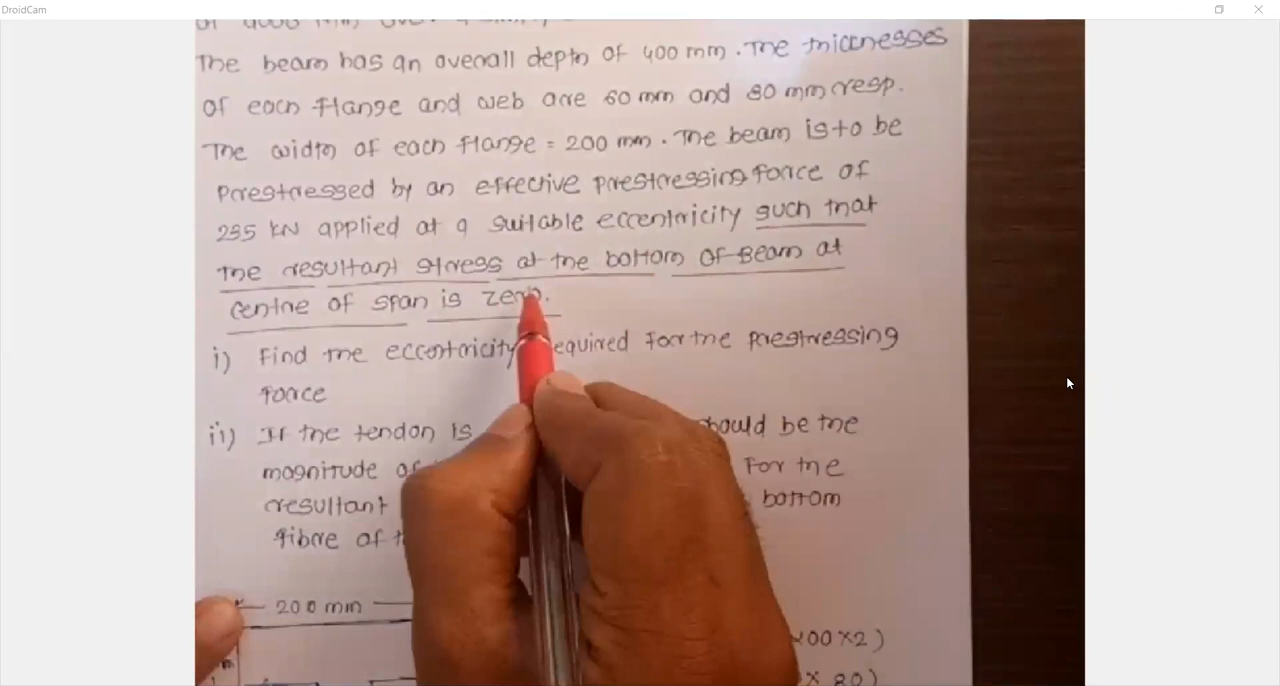 DroidCam
The beam has an overall depth of 400 mm. The thicknesses
of each flange and web are 60 mm and 80 mm resp.
The width of each flange = 200 mm. The beam is to be
prestressed by an effective prestressing force of
235 kN applied at a suitable eccentricity such that
the resultant stress at the bottom of Beam at
centre of span is zero.
i) Find the eccentricity required for the prestressing
force
ii) If the tendon is should be the
magnitude of For the
resultant bottom
fibre of
200 mm
00 × 2)
× 80)